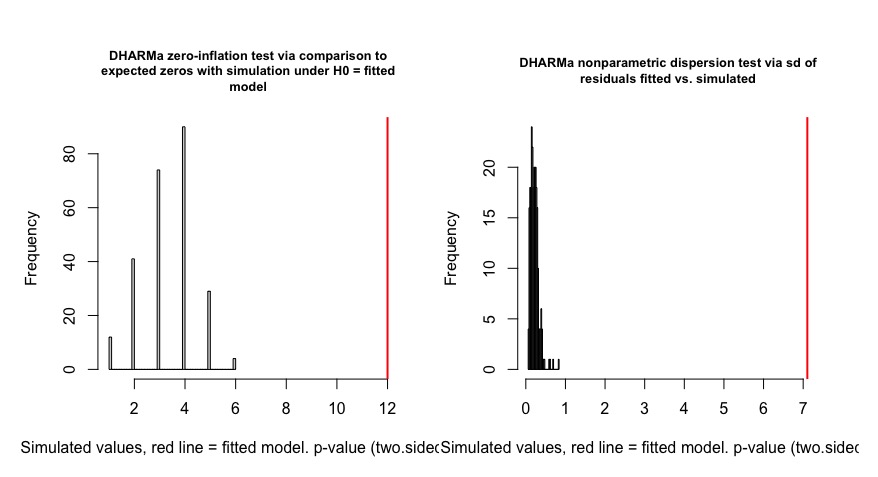 DHARMa zero-inflation test via comparison to
expected zeros with simulation under H0 = fitted
model
80
60
40
20
0
Frequency
2 4 6 8 10 12
Simulated values, red line = fitted model. p-value (two.sided
DHARMa nonparametric dispersion test via sd of
residuals fitted vs. simulated
20
15
10
5
0
Frequency
0 1 2 3 4 5 6 7
Simulated values, red line = fitted model. p-value (two.sidec